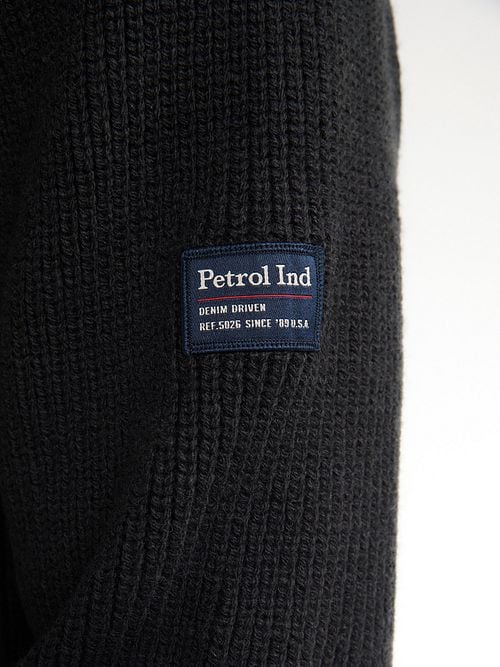 Petrol Ind
DENIM DRIVEN
REF.5026 SINCE '89 U.S.A